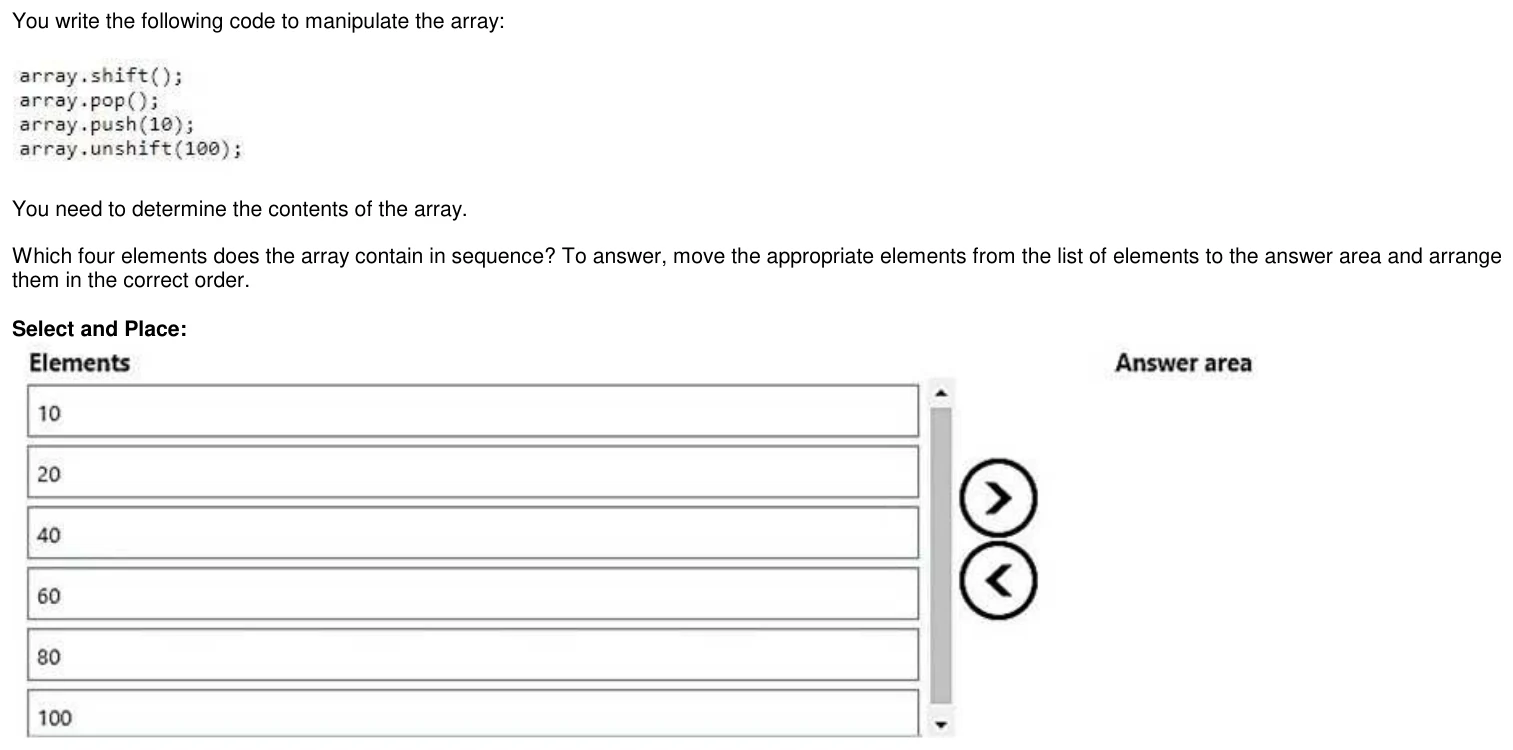 You write the following code to manipulate the array:
array.shift();
array.pop();
array.push(10);
array.unshift(100);
You need to determine the contents of the array.
Which four elements does the array contain in sequence? To answer, move the appropriate elements from the list of elements to the answer area and arrange
them in the correct order.
Select and Place:
Elements
Answer area
10
20
40
60
80
100